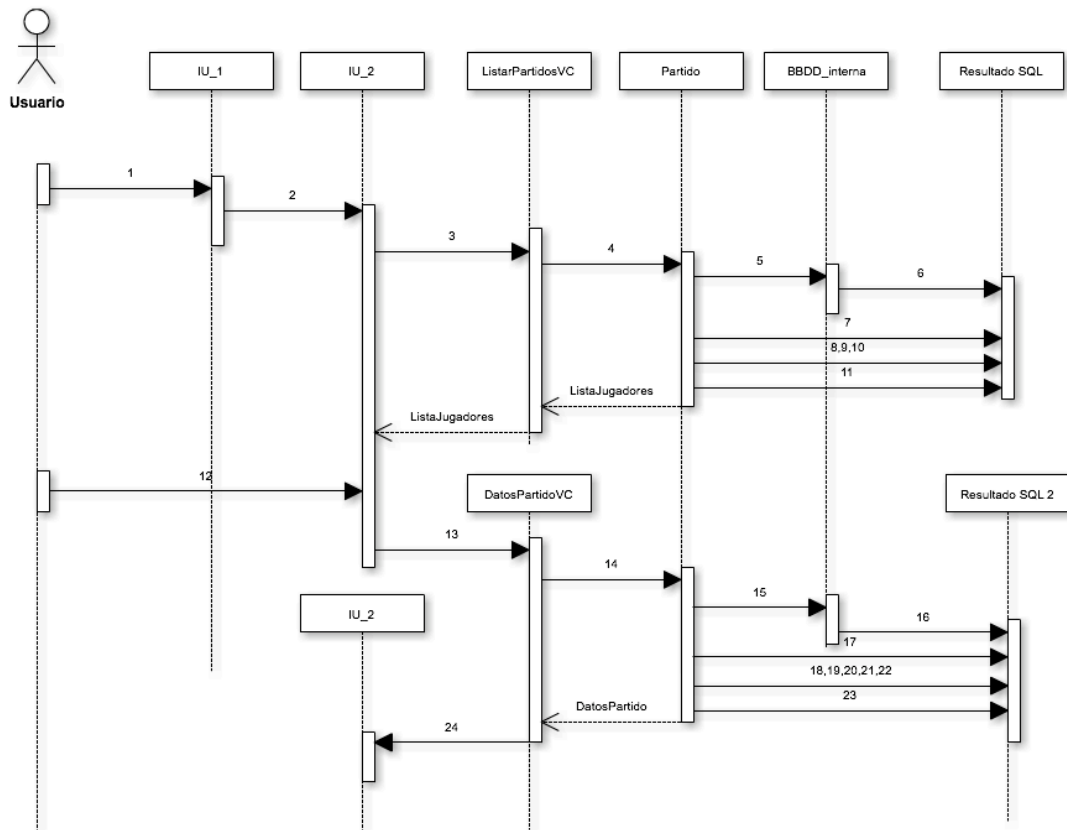 Usuario
IU_1
IU_2
ListarPartidosVC
Partido
BBDD_interna
Resultado SQL
1
2
3
4
5
6
7
8,9,10
11
ListaJugadores
ListaJugadores
12
DatosPartidoVC
Resultado SQL 2
13
14
15
IU_2
16
17
18,19,20,21,22
23
DatosPartido
24